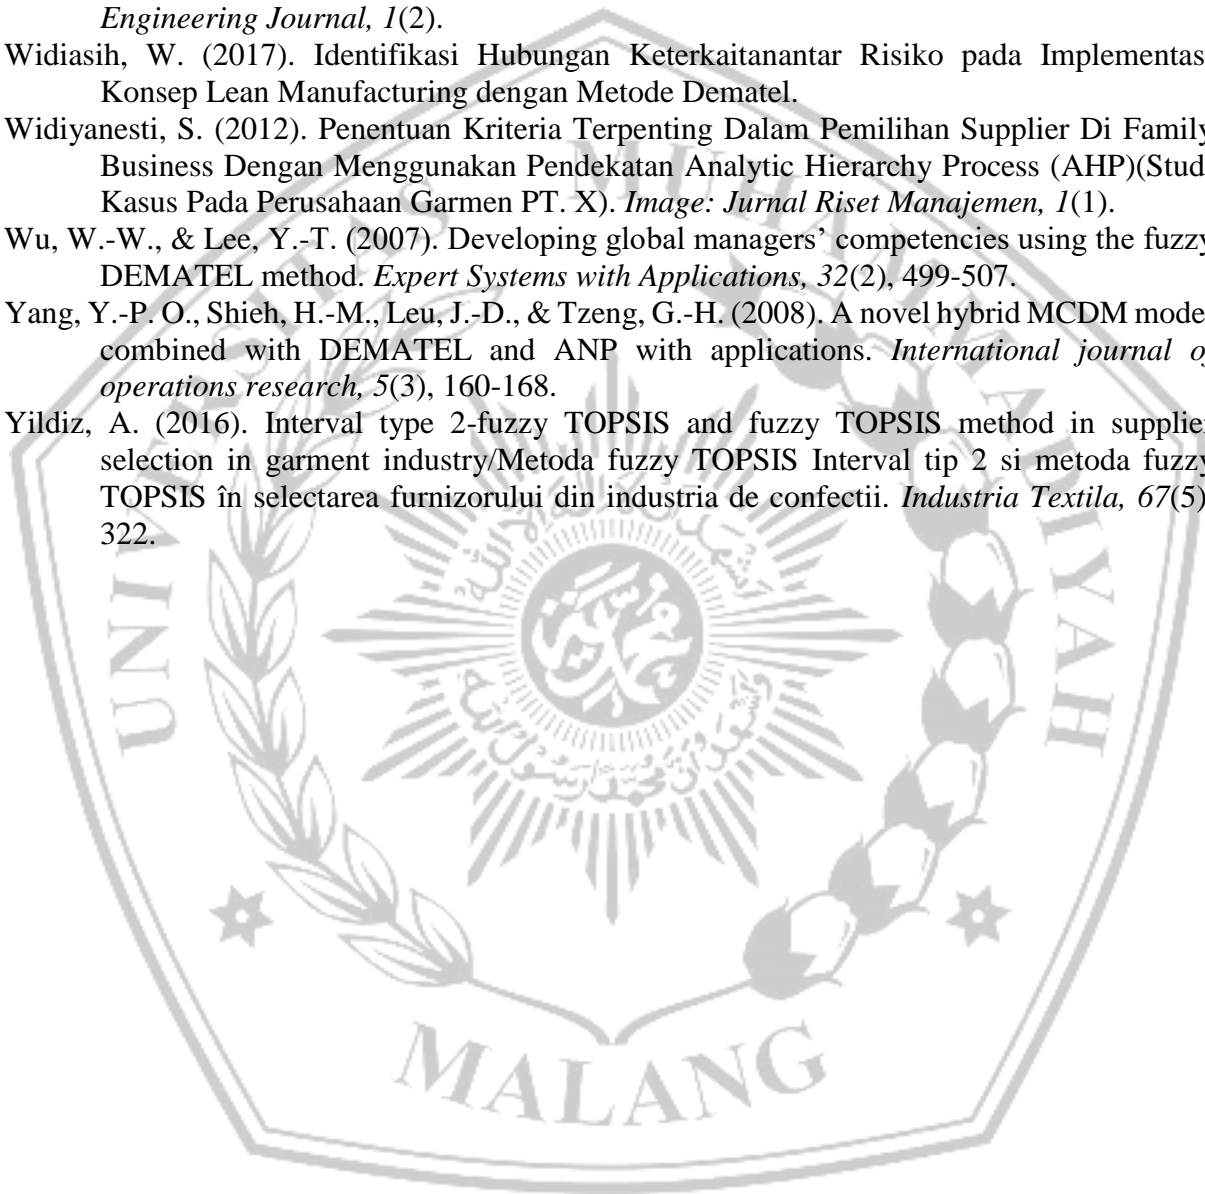 Engineering Journal, 1(2).
Widiasih, W. (2017). Identifikasi Hubungan Keterkaitanantar Risiko pada Implementas
Konsep Lean Manufacturing dengan Metode Dematel.
Widiyanesti, S. (2012). Penentuan Kriteria Terpenting Dalam Pemilihan Supplier Di Family
Business Dengan Menggunakan Pendekatan Analytic Hierarchy Process (AHP)(Stud
Kasus Pada Perusahaan Garmen PT. X). Image: Jurnal Riset Manajemen, 1(1).
Wu, W.-W., & Lee, Y.-T. (2007). Developing global managers’ competencies using the fuzzy
DEMATEL method. Expert Systems with Applications, 32(2), 499-507.
Yang, Y.-P. O., Shieh, H.-M., Leu, J.-D., & Tzeng, G.-H. (2008). A novel hybrid MCDM mode
combined with DEMATEL and ANP with applications. International journal o
operations research, 5(3), 160-168.
Yildiz, A. (2016). Interval type 2-fuzzy TOPSIS and fuzzy TOPSIS method in supplie
selection in garment industry/Metoda fuzzy TOPSIS Interval tip 2 si metoda fuzzy
TOPSIS în selectarea furnizorului din industria de confectii. Industria Textila, 67(5)
322.
UNIVERSITAS MUHAMMADIYAH
MALANG